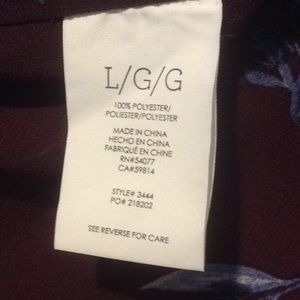 L/G/G
100% POLYESTER/
POLIESTER/POLYESTER
MADE IN CHINA
HECHO EN CHINA
FABRIQUÉ EN CHINE
RN#54077
CA#59814
STYLE# 3444
PO# 218202
SEE REVERSE FOR CARE